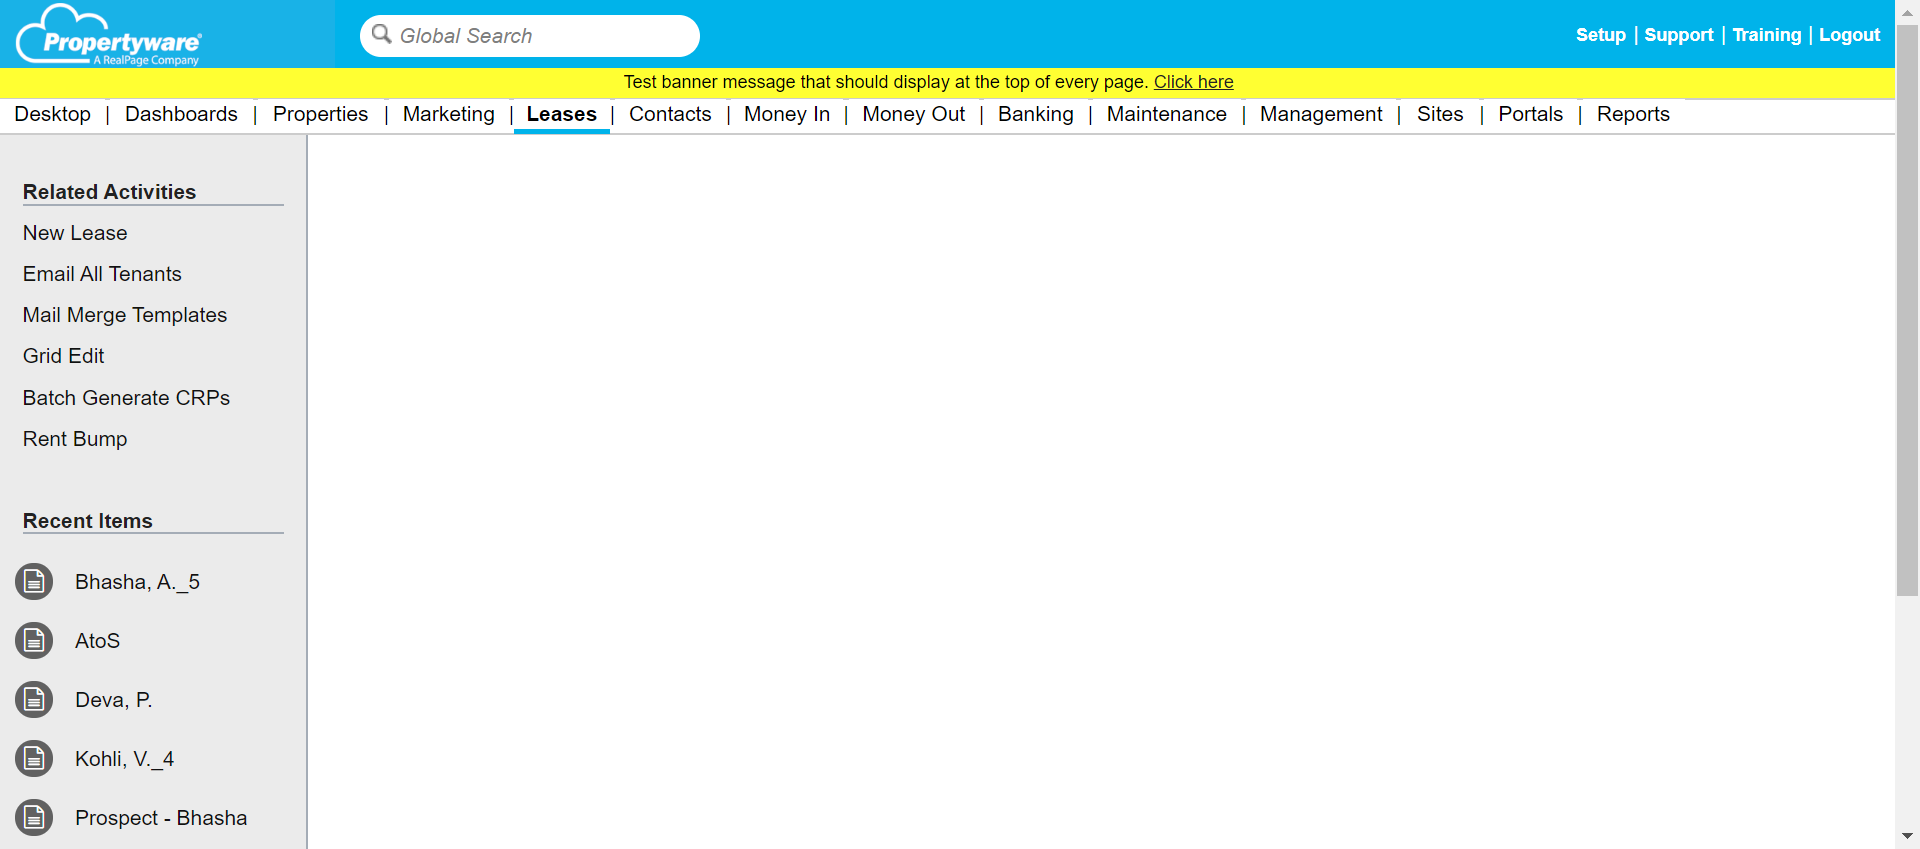 Propertyware®
A RealPage Company
Global Search
Setup | Support | Training | Logout
Test banner message that should display at the top of every page. Click here
Desktop | Dashboards | Properties | Marketing | Leases | Contacts | Money In | Money Out | Banking | Maintenance | Management | Sites | Portals | Reports
Related Activities
New Lease
Email All Tenants
Mail Merge Templates
Grid Edit
Batch Generate CRPs
Rent Bump
Recent Items
Bhasha, A._5
AtoS
Deva, P.
Kohli, V._4
Prospect - Bhasha